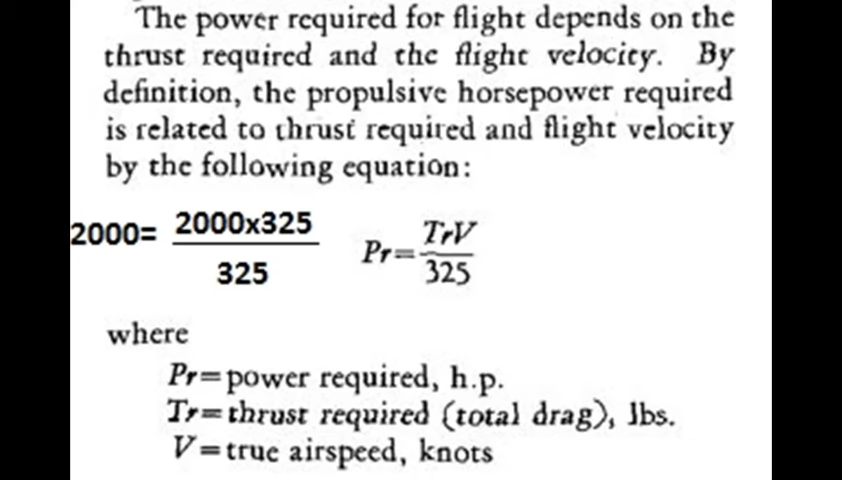 The power required for flight depends on the
thrust required and the flight velocity. By
definition, the propulsive horsepower required
is related to thrust required and flight velocity
by the following equation:
2000= 2000x325
325
Pr= TrV
325
where
Pr=power required, h.p.
Tr=thrust required (total drag), lbs.
V=true airspeed, knots